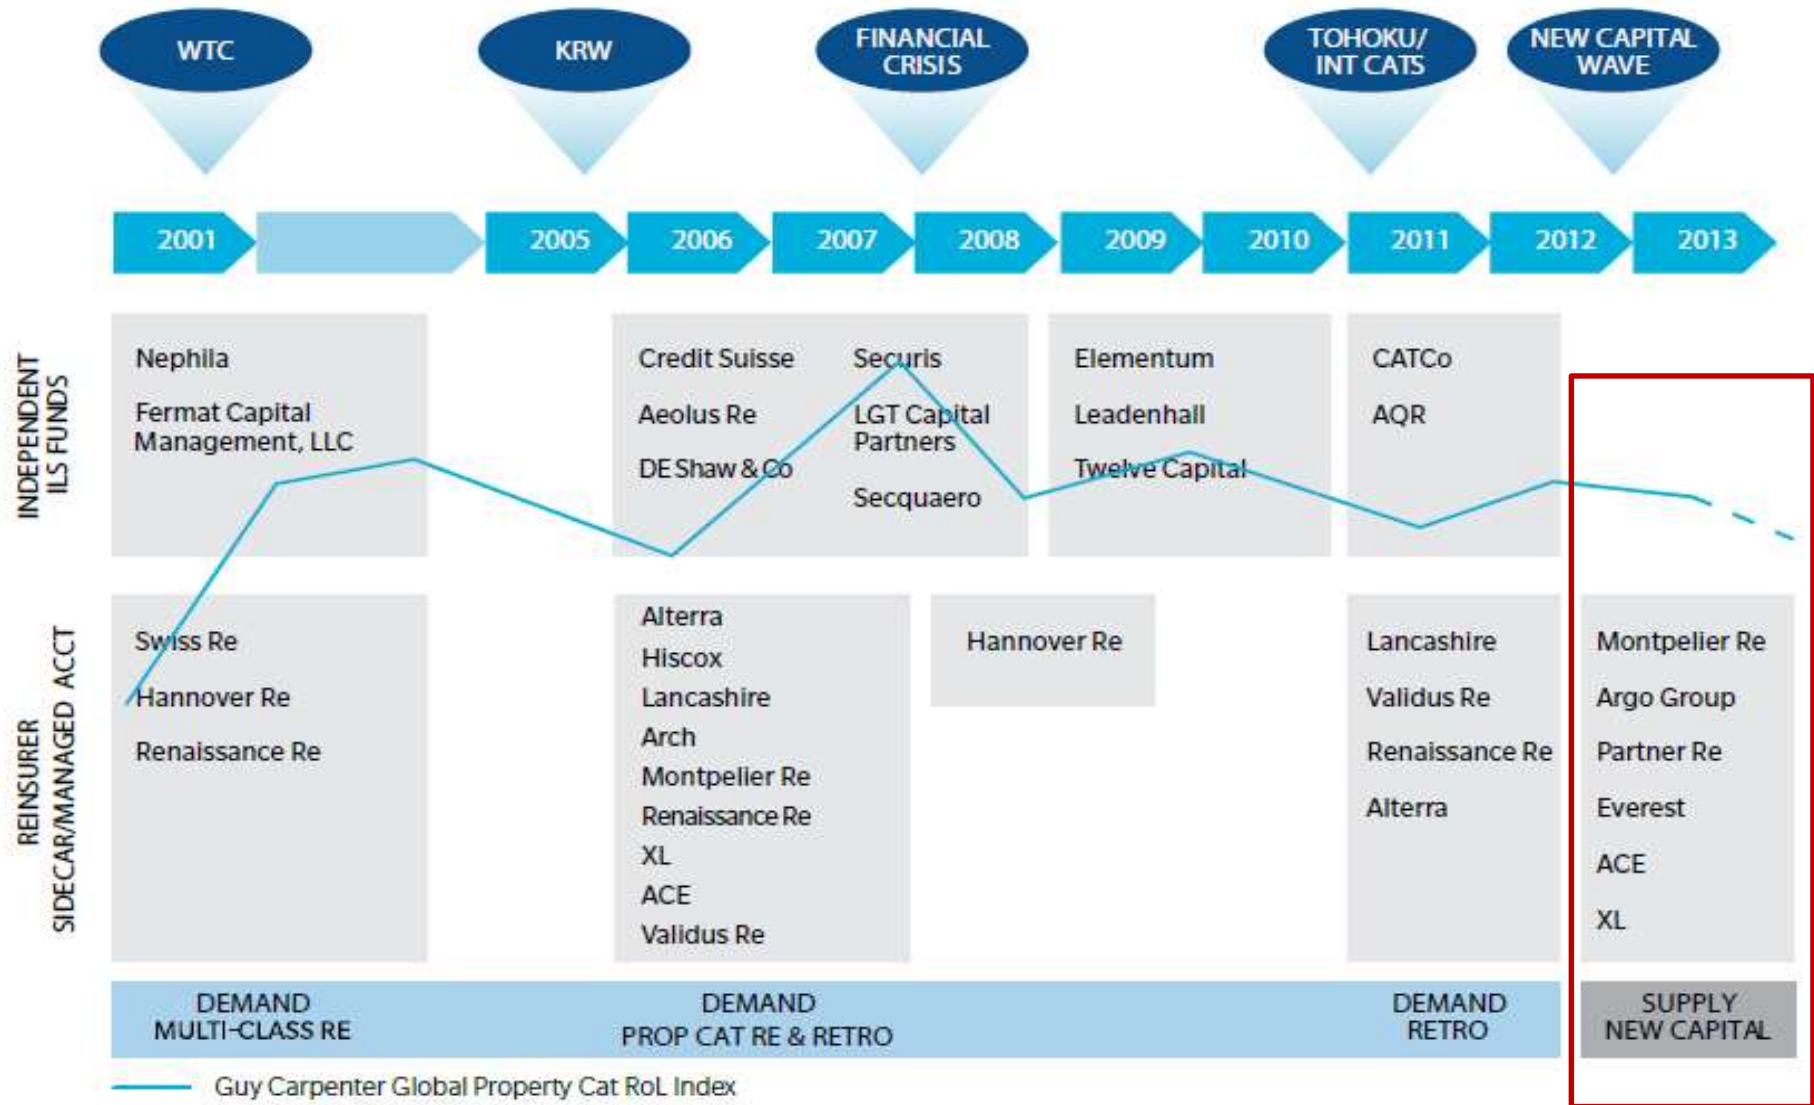 WTC
KRW
FINANCIAL
CRISIS
TOHOKU/
INT CATS
NEW CAPITAL
WAVE
2001
2005
2006
2007
2008
2009
2010
2011
2012
2013
INDEPENDENT
ILS FUNDS
Nephila
Fermat Capital
Management, LLC
Credit Suisse
Aeolus Re
DE Shaw & Co
Securis
LGT Capital
Partners
Secquaero
Elementum
Leadenhall
Twelve Capital
CATCo
AQR
REINSURER
SIDECAR/MANAGED ACCT
Swiss Re
Hannover Re
Renaissance Re
Alterra
Hiscox
Lancashire
Arch
Montpelier Re
Renaissance Re
XL
ACE
Validus Re
Hannover Re
Lancashire
Validus Re
Renaissance Re
Alterra
Montpelier Re
Argo Group
Partner Re
Everest
ACE
XL
DEMAND
MULTI-CLASS RE
DEMAND
PROP CAT RE & RETRO
DEMAND
RETRO
SUPPLY
NEW CAPITAL
Guy Carpenter Global Property Cat RoL Index